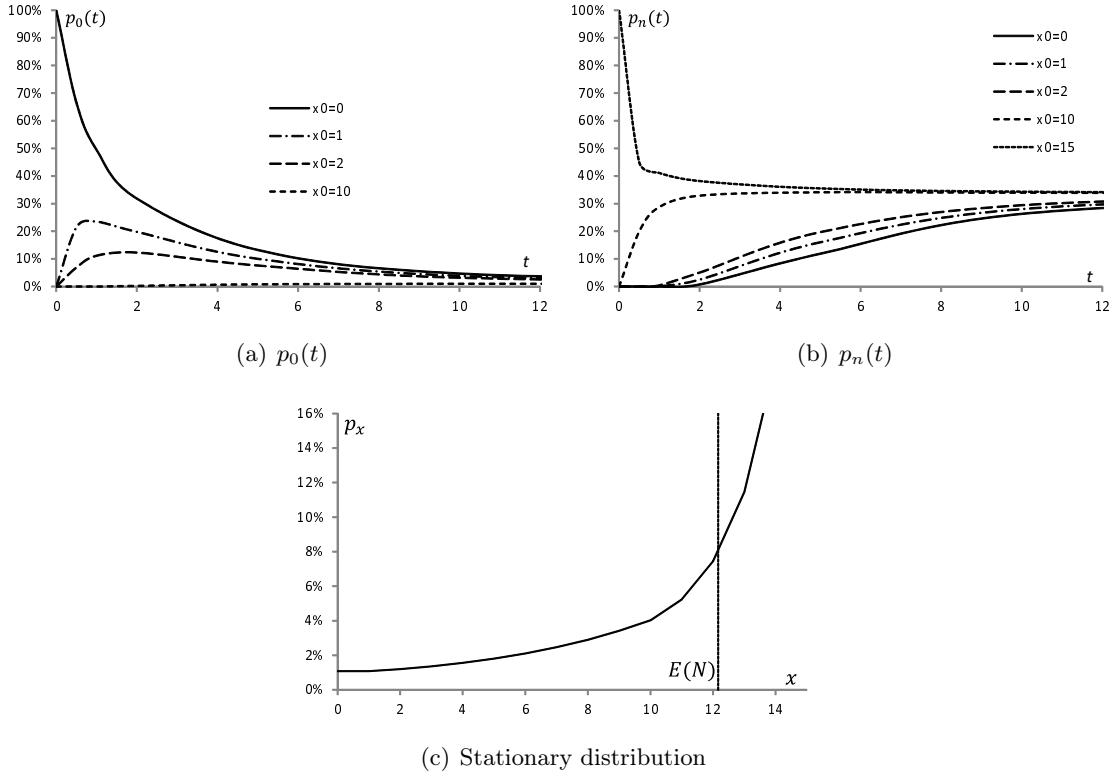 p₀(t)
100%
90%
80%
70%
60%
50%
40%
30%
20%
10%
0%
x0=0
x0=1
x0=2
x0=10
t
0 2 4 6 8 10 12
(a) p₀(t)
pₙ(t)
100%
90%
80%
70%
60%
50%
40%
30%
20%
10%
0%
x0=0
x0=1
x0=2
x0=10
x0=15
t
0 2 4 6 8 10 12
(b) pₙ(t)
pₓ
16%
14%
12%
10%
8%
6%
4%
2%
0%
E(N)
x
0 2 4 6 8 10 12 14
(c) Stationary distribution